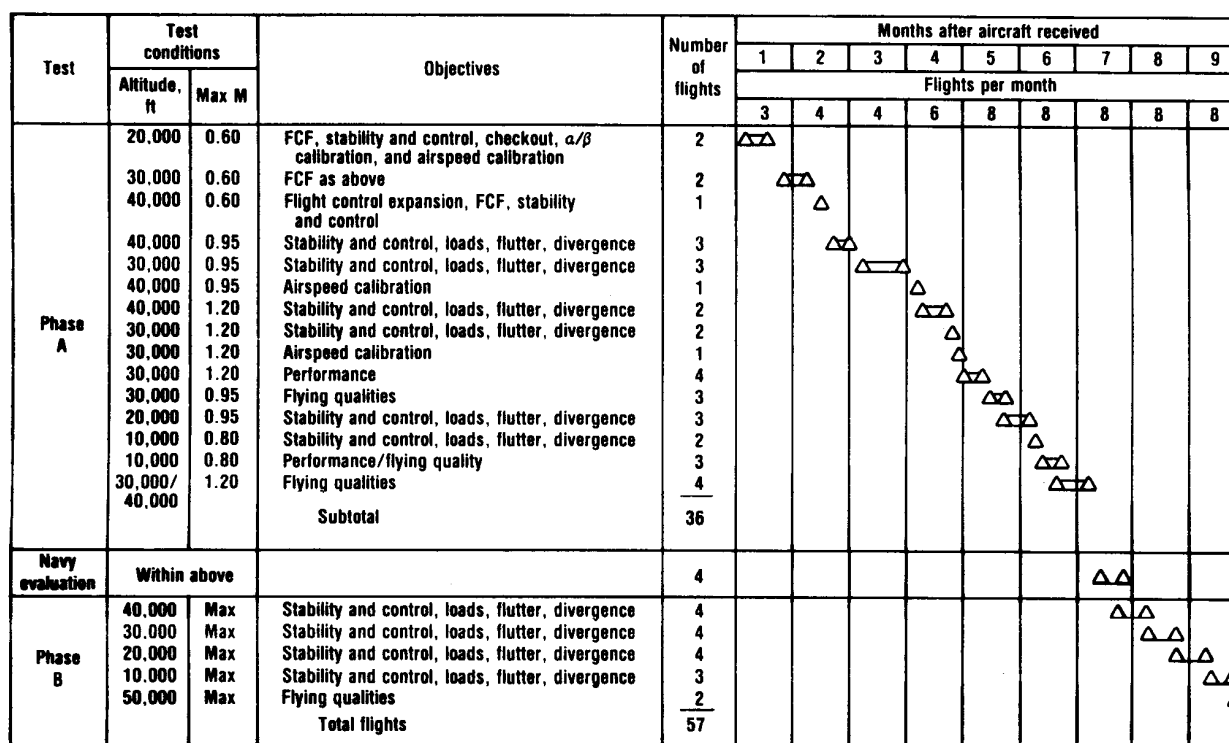 Test
Test conditions
Altitude, ft
Max M
Objectives
Number of flights
Months after aircraft received
1 2 3 4 5 6 7 8 9
Flights per month
3 4 4 6 8 8 8 8 8
Phase A
20,000 0.60 FCF, stability and control, checkout, α/β 2
calibration, and airspeed calibration
30,000 0.60 FCF as above 2
40,000 0.60 Flight control expansion, FCF, stability 1
and control
40,000 0.95 Stability and control, loads, flutter, divergence 3
30,000 0.95 Stability and control, loads, flutter, divergence 3
40,000 0.95 Airspeed calibration 1
40,000 1.20 Stability and control, loads, flutter, divergence 2
30,000 1.20 Stability and control, loads, flutter, divergence 2
30,000 1.20 Airspeed calibration 1
30,000 1.20 Performance 4
30,000 0.95 Flying qualities 3
20,000 0.95 Stability and control, loads, flutter, divergence 3
10,000 0.80 Stability and control, loads, flutter, divergence 2
10,000 0.80 Performance/flying quality 3
30,000/ 1.20 Flying qualities 4
40,000
Subtotal 36
Navy evaluation
Within above 4
Phase B
40,000 Max Stability and control, loads, flutter, divergence 4
30.000 Max Stability and control, loads, flutter, divergence 4
20,000 Max Stability and control, loads, flutter, divergence 4
10.000 Max Stability and control, loads, flutter, divergence 3
50,000 Max Flying qualities 2
Total flights 57